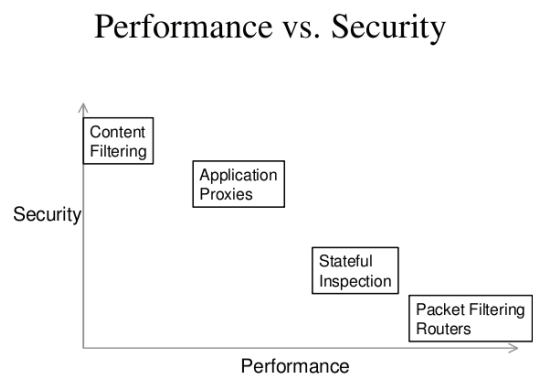 Performance vs. Security
Content
Filtering
Application
Proxies
Security
Stateful
Inspection
Packet Filtering
Routers
Performance